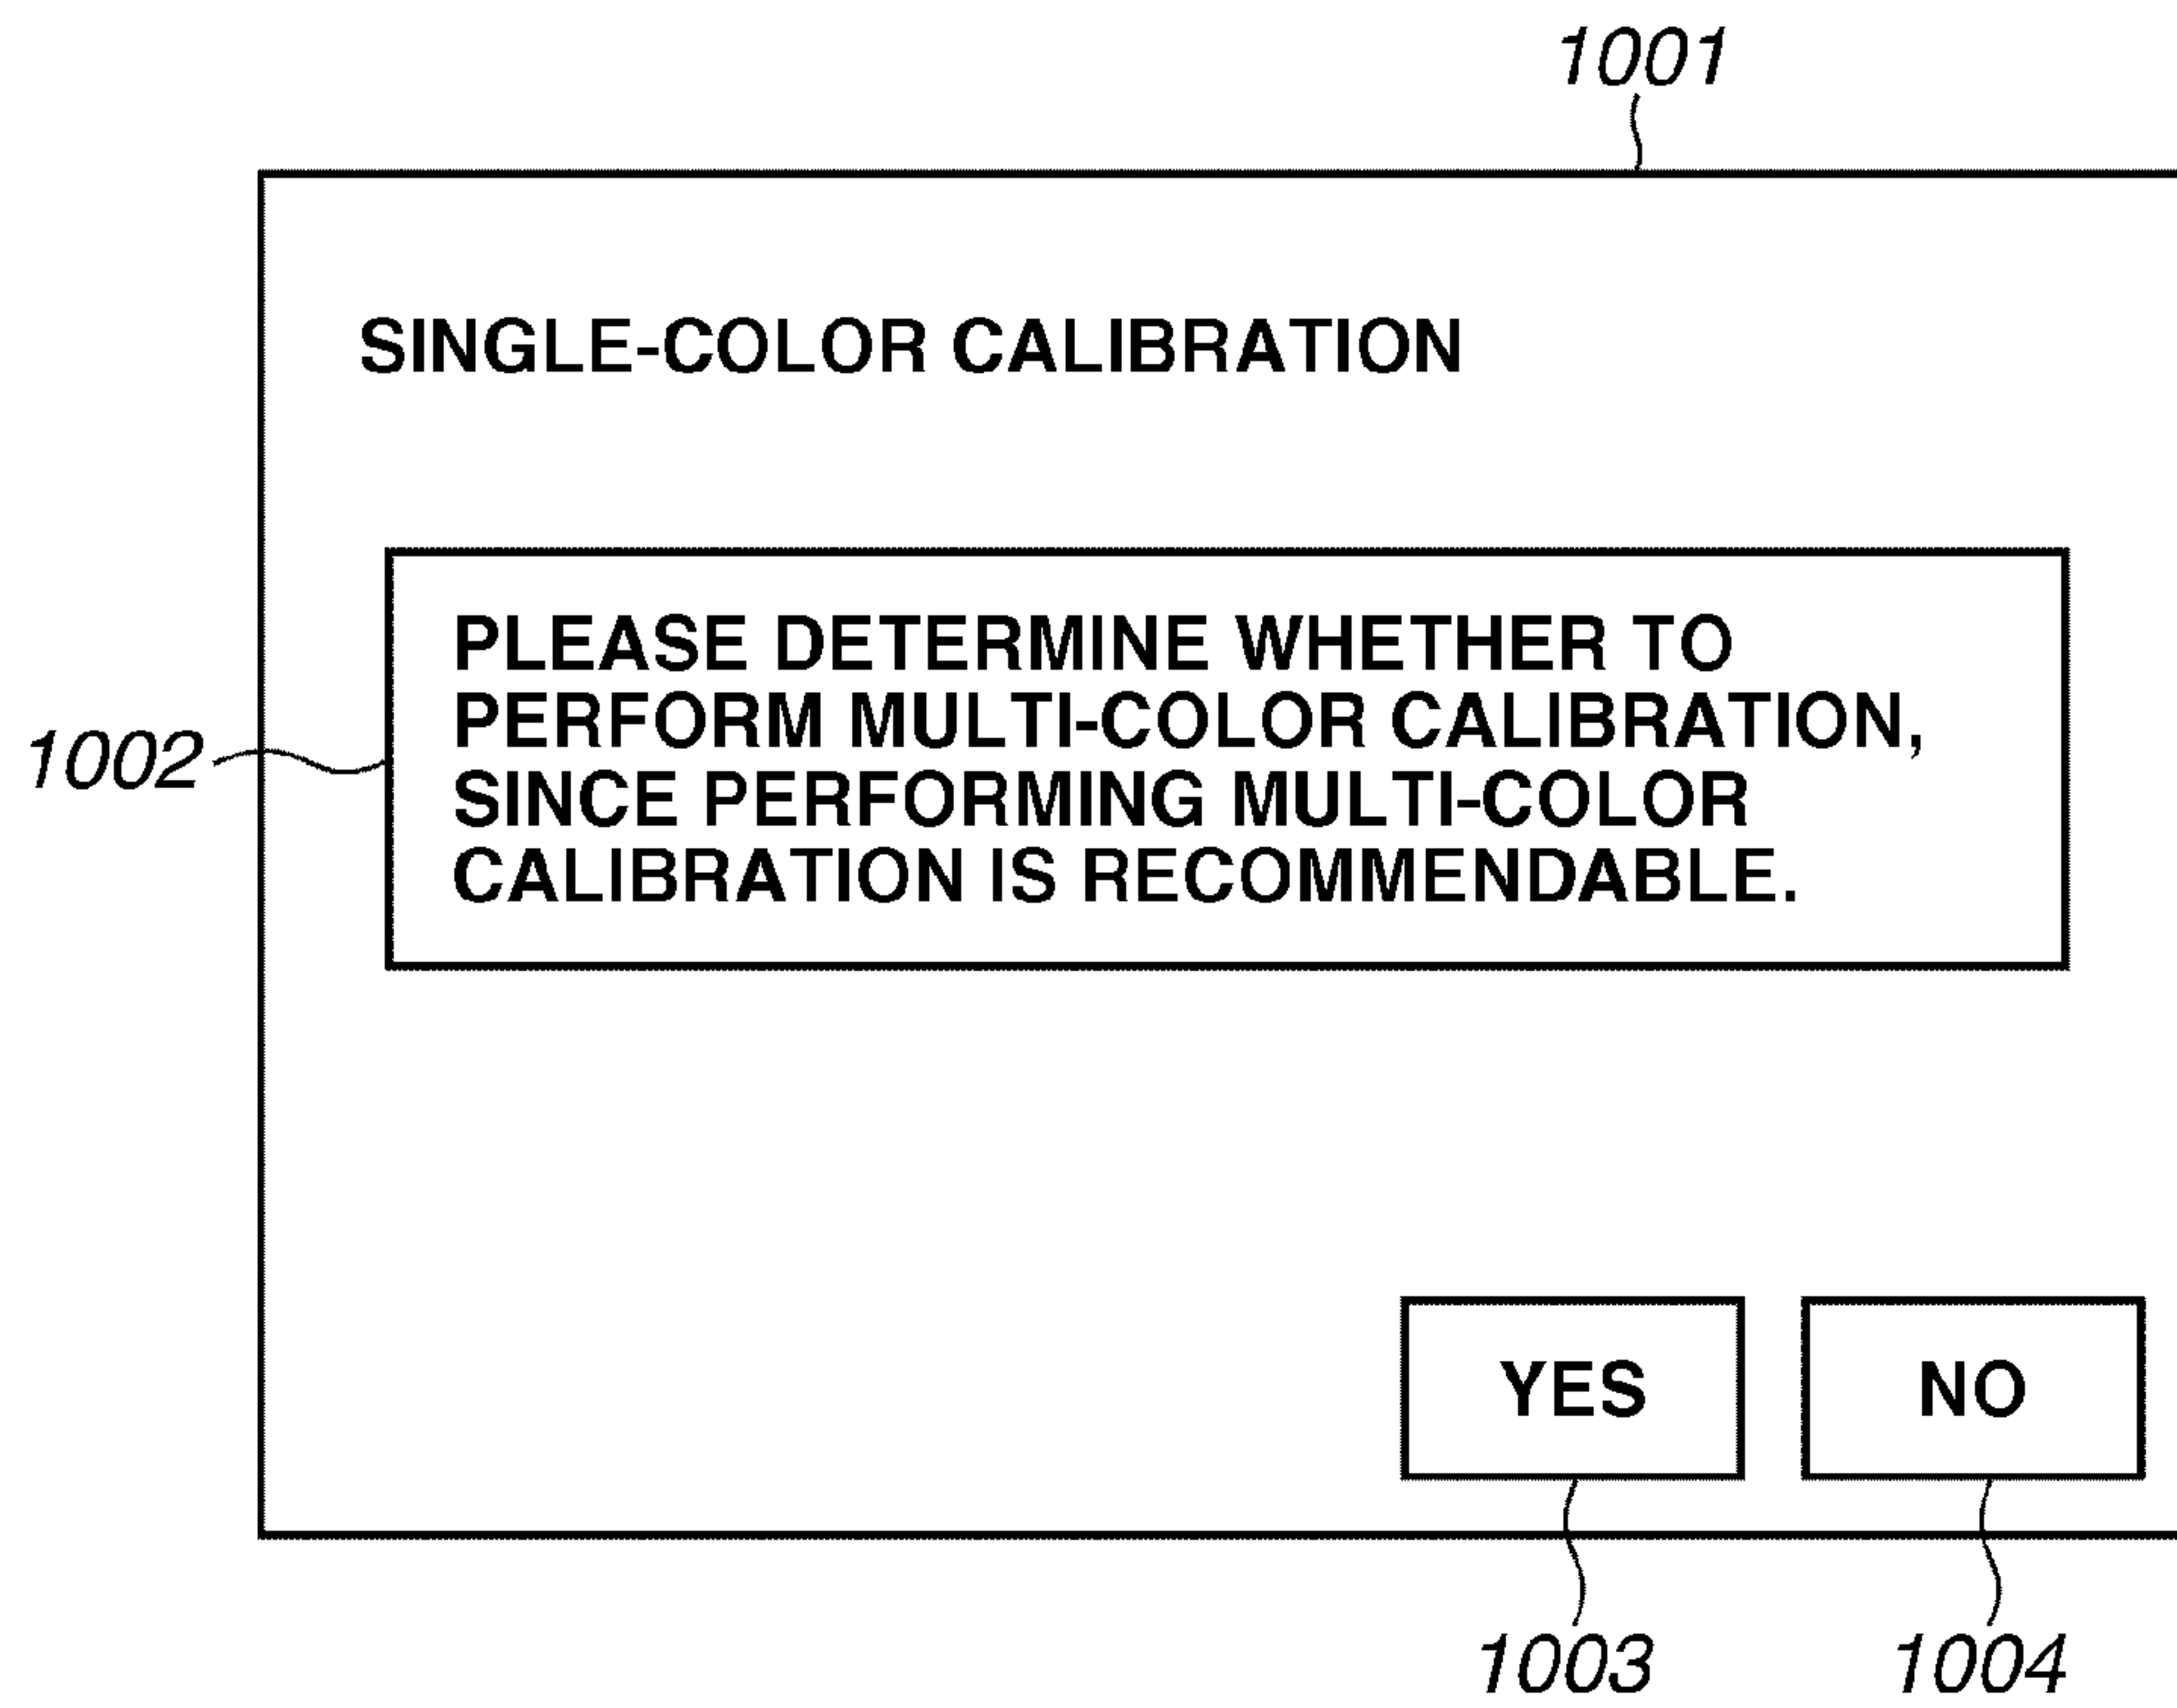 1001
SINGLE-COLOR CALIBRATION
PLEASE DETERMINE WHETHER TO
PERFORM MULTI-COLOR CALIBRATION,
SINCE PERFORMING MULTI-COLOR
CALIBRATION IS RECOMMENDABLE.
1002
YES
NO
1003
1004